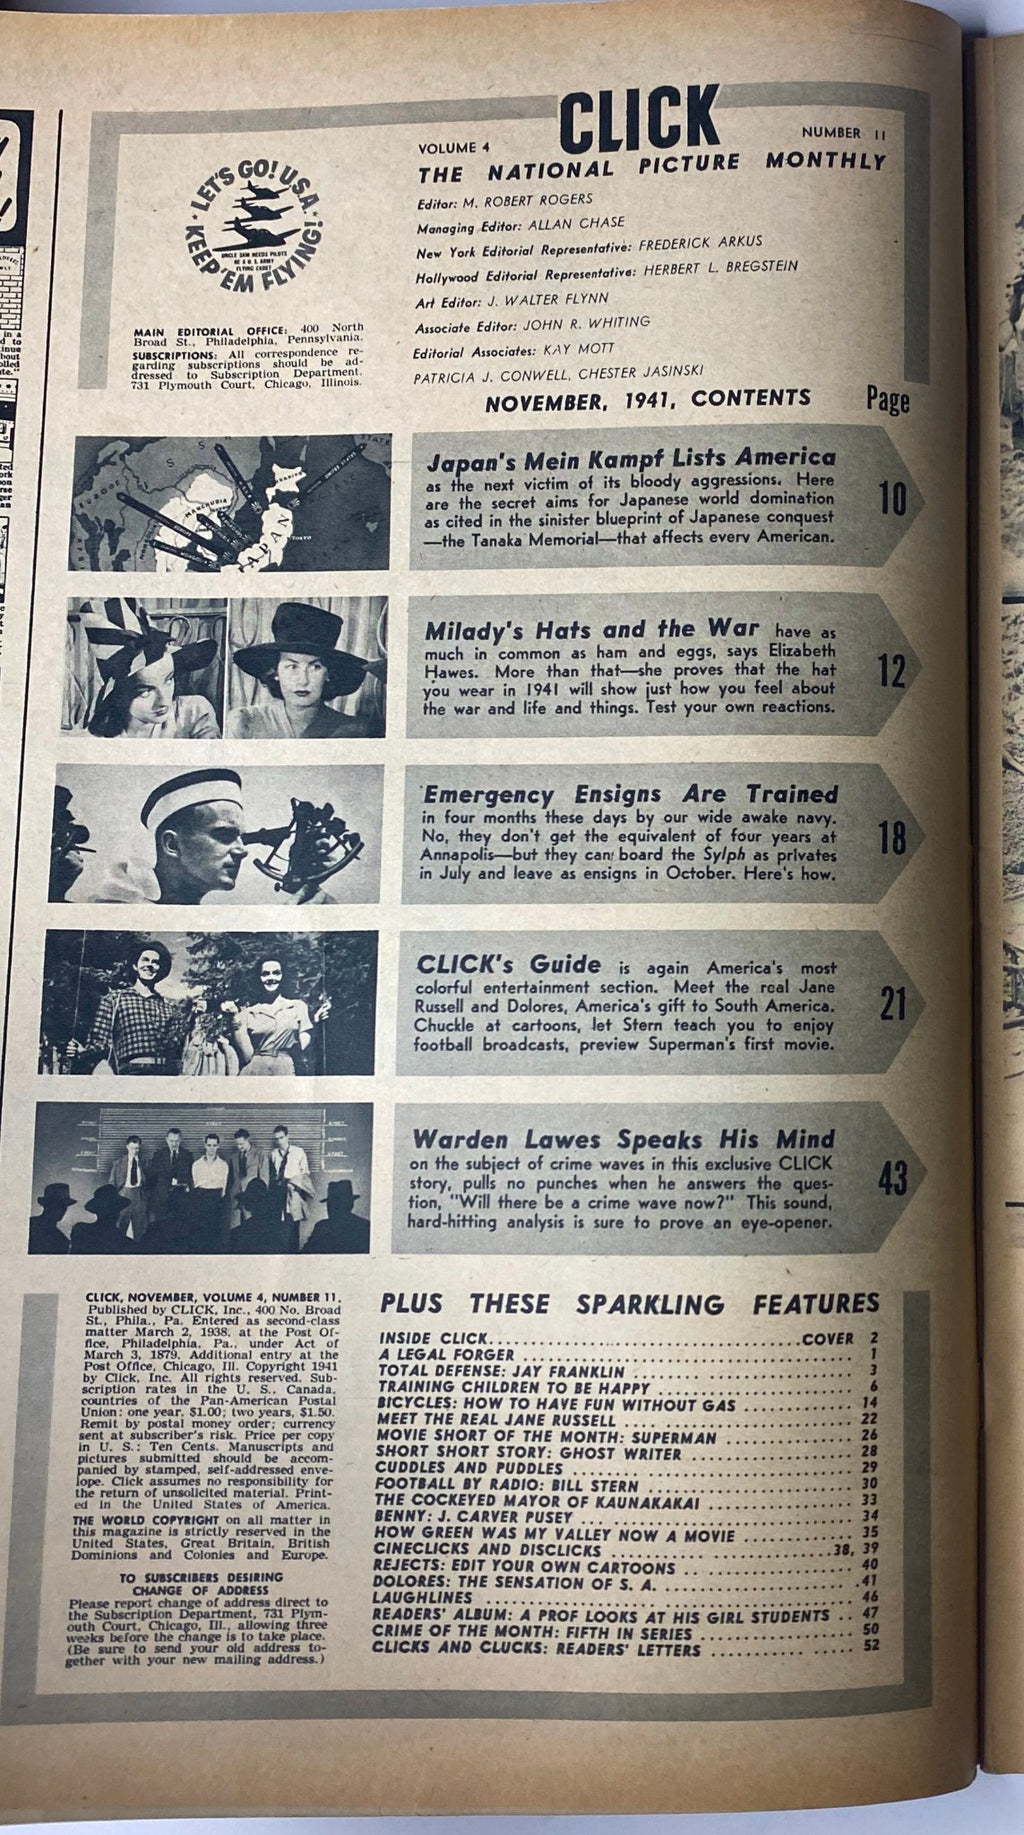 CLICK
VOLUME 4
NUMBER 11
THE NATIONAL PICTURE MONTHLY
LET'S GO! U.S.A.
KEEP 'EM FLYING!
UNCLE SAM NEEDS PILOTS
BE A U.S. ARMY
FLYING CADET
Editor: M. ROBERT ROGERS
Managing Editor: ALLAN CHASE
New York Editorial Representative: FREDERICK ARKUS
Hollywood Editorial Representative: HERBERT L. BREGSTEIN
Art Editor: J. WALTER FLYNN
Associate Editor: JOHN R. WHITING
Editorial Associates: KAY MOTT
PATRICIA J. CONWELL, CHESTER JASINSKI
MAIN EDITORIAL OFFICE: 400 North
Broad St., Philadelphia, Pennsylvania.
SUBSCRIPTIONS: All correspondence re-
garding subscriptions should be ad-
dressed to Subscription Department,
731 Plymouth Court, Chicago, Illinois.
NOVEMBER, 1941, CONTENTS
Page
EUROPE
MANCHURIA
JAPAN
TOKYO
Japan's Mein Kampf Lists America
as the next victim of its bloody aggressions. Here
are the secret aims for Japanese world domination
as cited in the sinister blueprint of Japanese conquest
—the Tanaka Memorial—that affects every American.
10
Milady's Hats and the War have as
much in common as ham and eggs, says Elizabeth
Hawes. More than that—she proves that the hat
you wear in 1941 will show just how you feel about
the war and life and things. Test your own reactions.
12
Emergency Ensigns Are Trained
in four months these days by our wide awake navy.
No, they don't get the equivalent of four years at
Annapolis—but they can board the Sylph as privates
in July and leave as ensigns in October. Here's how.
18
CLICK's Guide is again America's most
colorful entertainment section. Meet the real Jane
Russell and Dolores, America's gift to South America.
Chuckle at cartoons, let Stern teach you to enjoy
football broadcasts, preview Superman's first movie.
21
Warden Lawes Speaks His Mind
on the subject of crime waves in this exclusive CLICK
story, pulls no punches when he answers the ques-
tion, "Will there be a crime wave now?" This sound,
hard-hitting analysis is sure to prove an eye-opener.
43
CLICK, NOVEMBER, VOLUME 4, NUMBER 11.
Published by CLICK, Inc., 400 No. Broad
St., Phila., Pa. Entered as second-class
matter March 2, 1938, at the Post Of-
fice, Philadelphia, Pa., under Act of
March 3, 1879. Additional entry at the
Post Office, Chicago, Ill. Copyright 1941
by Click, Inc. All rights reserved. Sub-
scription rates in the U. S., Canada,
countries of the Pan-American Postal
Union: one year, $1.00; two years, $1.50.
Remit by postal money order; currency
sent at subscriber's risk. Price per copy
in U. S.: Ten Cents. Manuscripts and
pictures submitted should be accom-
panied by stamped, self-addressed enve-
lope. Click assumes no responsibility for
the return of unsolicited material. Print-
ed in the United States of America.
THE WORLD COPYRIGHT on all matter in
this magazine is strictly reserved in the
United States, Great Britain, British
Dominions and Colonies and Europe.
TO SUBSCRIBERS DESIRING
CHANGE OF ADDRESS
Please report change of address direct to
the Subscription Department, 731 Plym-
outh Court, Chicago, Ill., allowing three
weeks before the change is to take place.
(Be sure to send your old address to-
gether with your new mailing address.)
PLUS THESE SPARKLING FEATURES
INSIDE CLICK ... COVER 2
A LEGAL FORGER ... 1
TOTAL DEFENSE: JAY FRANKLIN ... 3
TRAINING CHILDREN TO BE HAPPY ... 6
BICYCLES: HOW TO HAVE FUN WITHOUT GAS ... 14
MEET THE REAL JANE RUSSELL ... 22
MOVIE SHORT OF THE MONTH: SUPERMAN ... 26
SHORT SHORT STORY: GHOST WRITER ... 28
CUDDLES AND PUDDLES ... 29
FOOTBALL BY RADIO: BILL STERN ... 30
THE COCKEYED MAYOR OF KAUNAKAKAI ... 33
BENNY: J. CARVER PUSEY ... 34
HOW GREEN WAS MY VALLEY NOW A MOVIE ... 35
CINECLICKS AND DISCLICKS ... 38, 39
REJECTS: EDIT YOUR OWN CARTOONS ... 40
DOLORES: THE SENSATION OF S. A. ... 41
LAUGHLINES ... 46
READERS' ALBUM: A PROF LOOKS AT HIS GIRL STUDENTS .. 47
CRIME OF THE MONTH: FIFTH IN SERIES ... 50
CLICKS AND CLUCKS: READERS' LETTERS ... 52